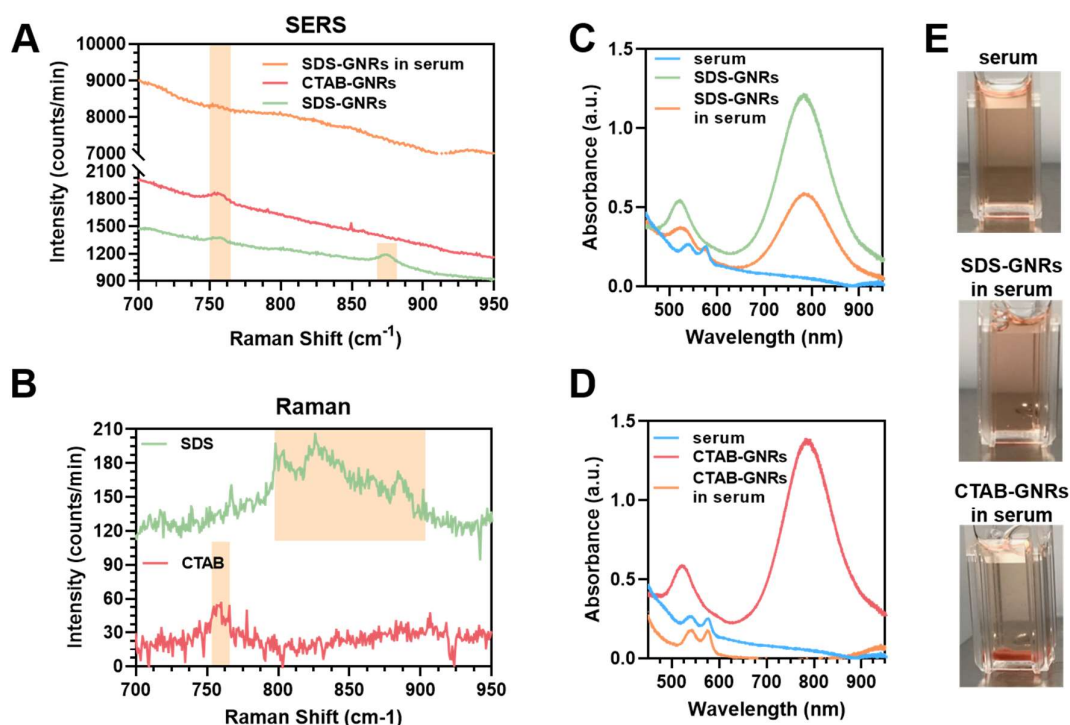 A
SERS
10000
9000
8000
7000
2100
1800
1500
1200
900
Intensity (counts/min)
SDS-GNRs in serum
CTAB-GNRs
SDS-GNRs
700 750 800 850 900 950
Raman Shift (cm-1)
B
Raman
210
180
150
120
90
60
30
0
Intensity (counts/min)
SDS
CTAB
700 750 800 850 900 950
Raman Shift (cm-1)
C
1.5
1.0
0.5
0.0
Absorbance (a.u.)
serum
SDS-GNRs
SDS-GNRs
in serum
500 600 700 800 900
Wavelength (nm)
D
1.5
1.0
0.5
0.0
Absorbance (a.u.)
serum
CTAB-GNRs
CTAB-GNRs
in serum
500 600 700 800 900
Wavelength (nm)
E
serum
SDS-GNRs
in serum
CTAB-GNRs
in serum